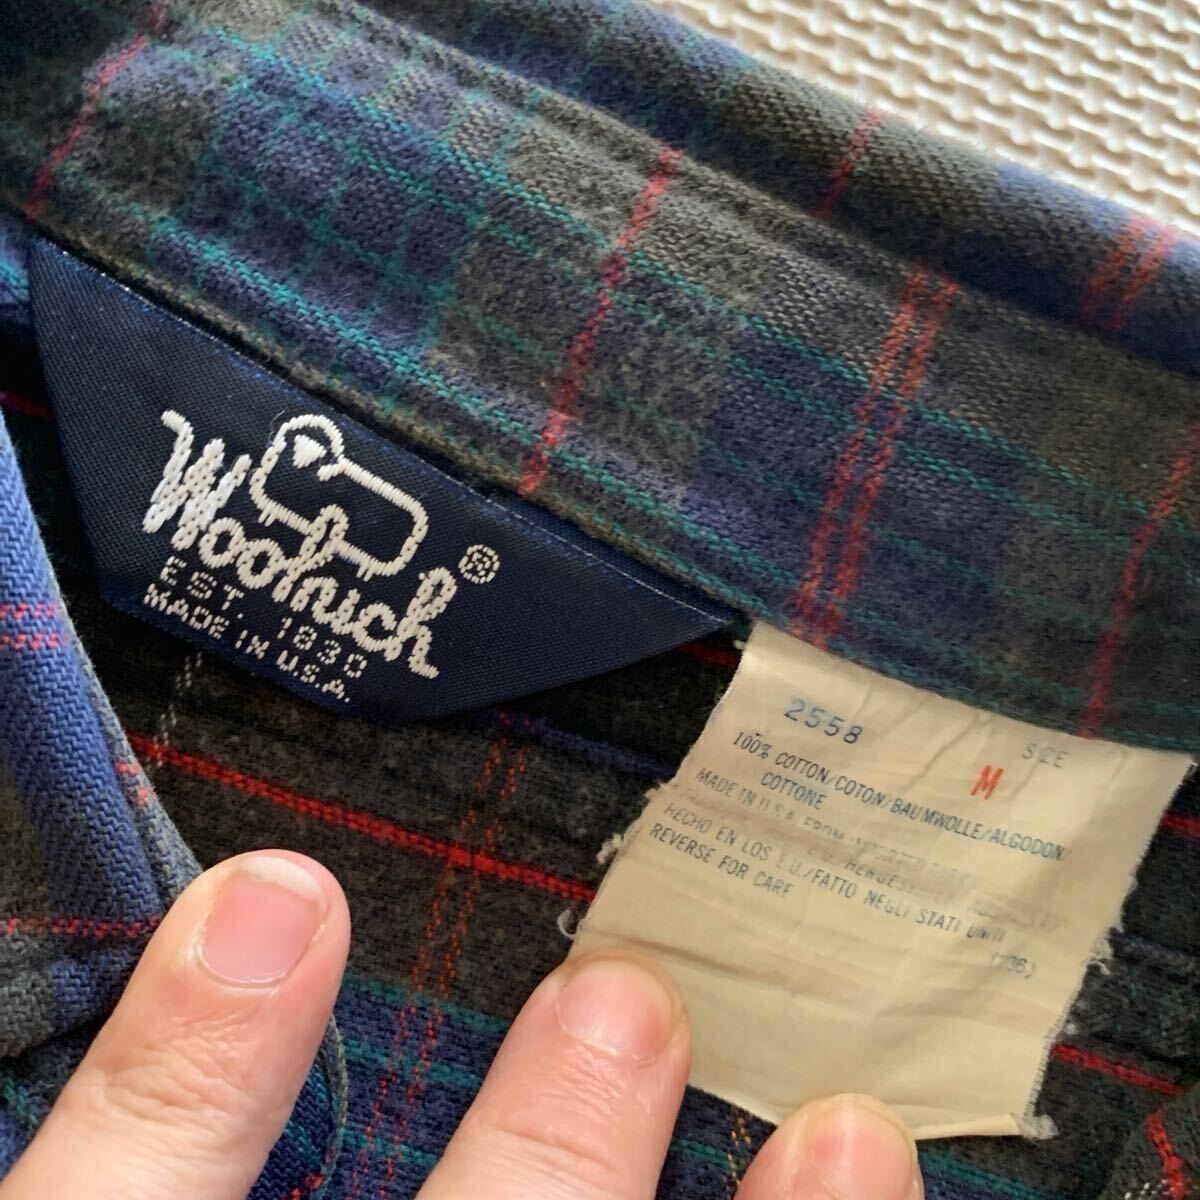 Woolrich®
EST. 1830
MADE IN U.S.A.
2558
SIZE
M
100% COTTON/COTON/BAUMWOLLE/ALGODON/
COTTONE
MADE IN U.S.A. FROM IMPORTED
HECHO EN LOS E.U./FATTO NEGLI STATI UNITI
REVERSE FOR CARE